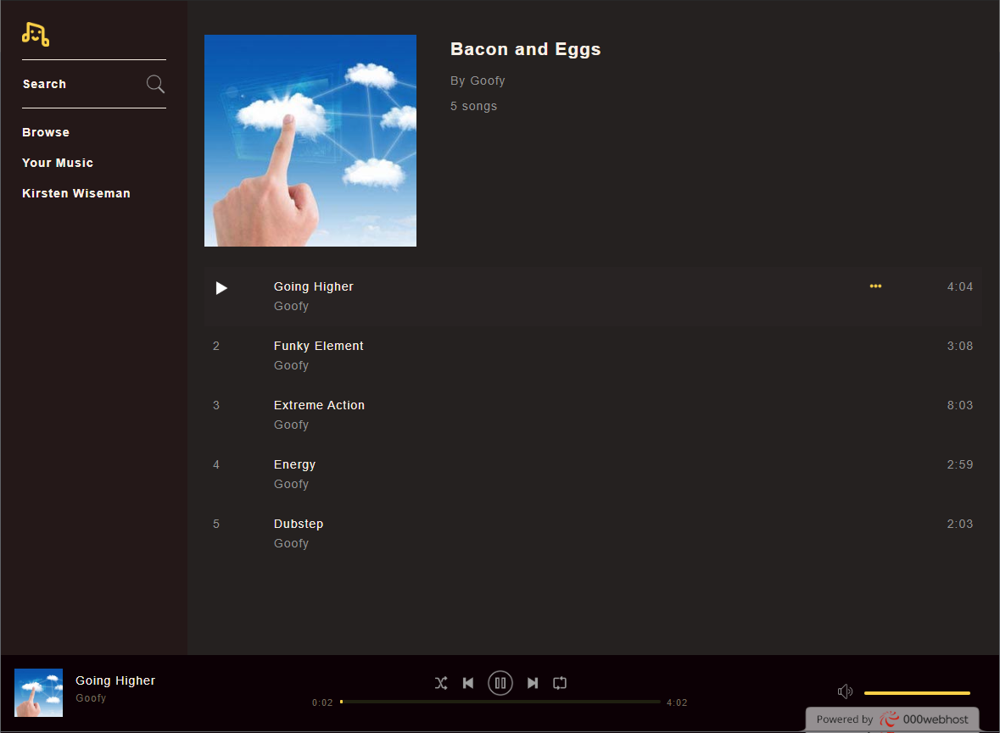 Search
Browse
Your Music
Kirsten Wiseman
Bacon and Eggs
By Goofy
5 songs
Going Higher
4:04
Goofy
2
Funky Element
3:08
Goofy
3
Extreme Action
8:03
Goofy
4
Energy
2:59
Goofy
5
Dubstep
2:03
Goofy
Going Higher
Goofy
0:02
4:02
Powered by 000webhost